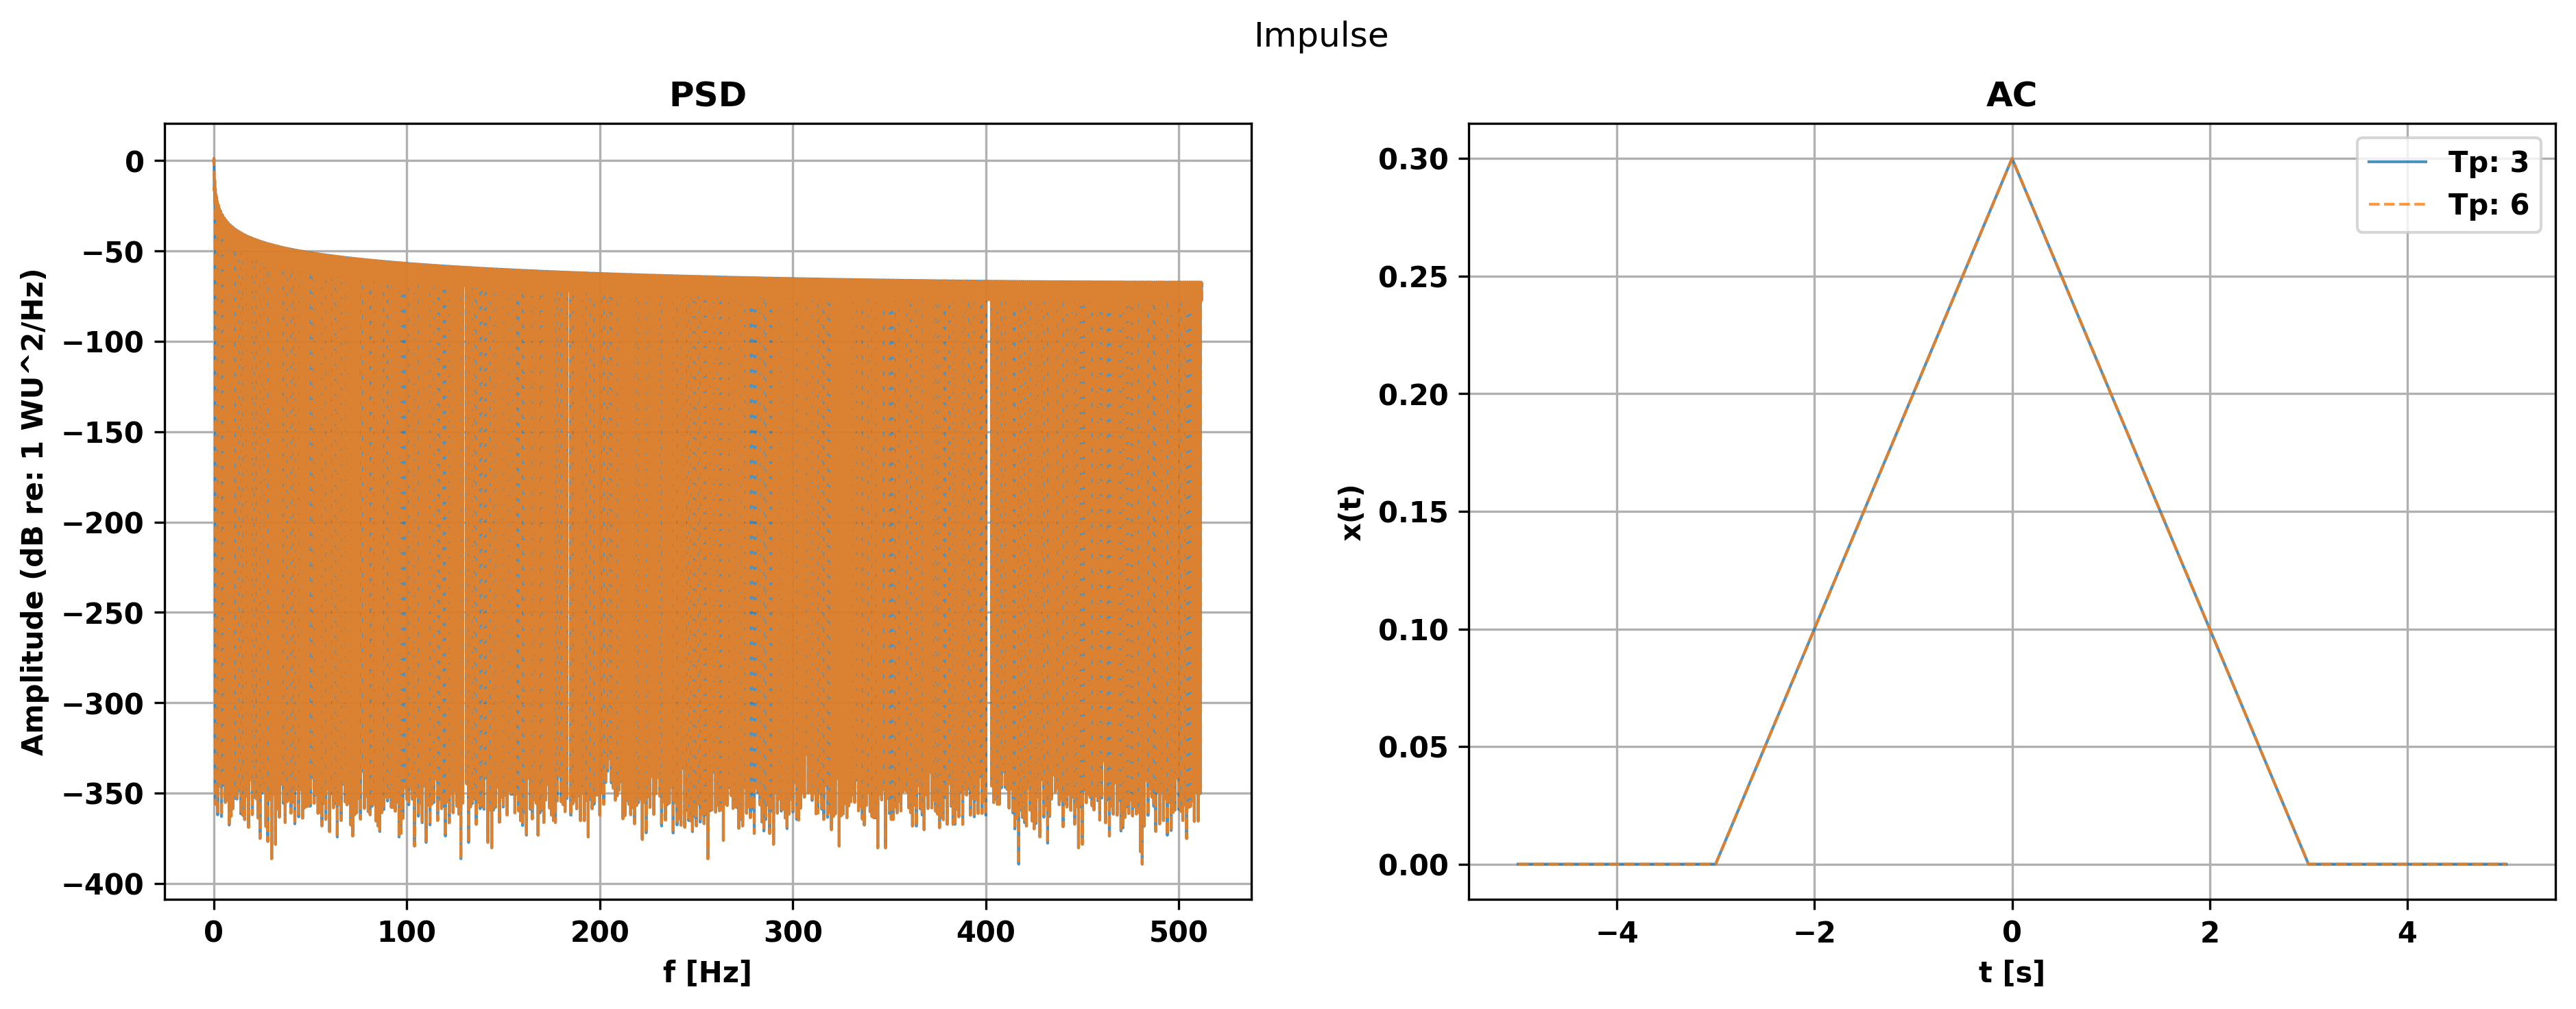 Impulse
PSD
0
−50
−100
−150
−200
−250
−300
−350
−400
Amplitude (dB re: 1 WU^2/Hz)
0 100 200 300 400 500
f [Hz]
AC
Tp: 3
Tp: 6
0.30
0.25
0.20
0.15
0.10
0.05
0.00
x(t)
−4 −2 0 2 4
t [s]